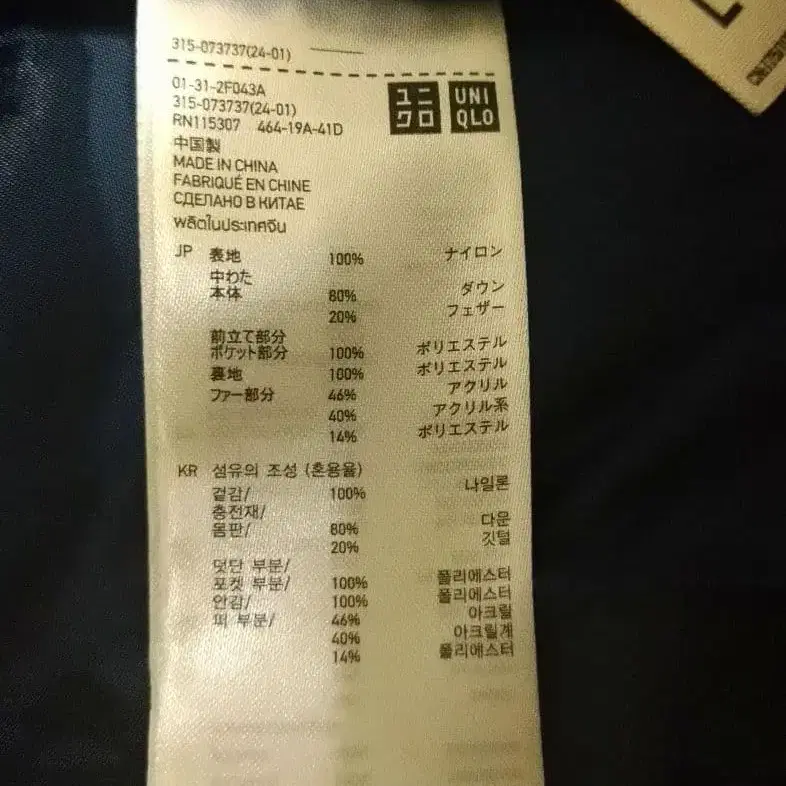 315-073737(24-01)
01-31-2F043A
315-073737(24-01)
RN115307 464-19A-41D
ユニ
クロ
UNI
QLO
中国製
MADE IN CHINA
FABRIQUÉ EN CHINE
СДЕЛАНО В КИТАЕ
ผลิตในประเทศจีน
JP 表地 100% ナイロン
中わた
本体 80% ダウン
20% フェザー
前立て部分
ポケット部分 100% ポリエステル
裏地 100% ポリエステル
ファー部分 46% アクリル
40% アクリル系
14% ポリエステル
KR 섬유의 조성 (혼용율)
겉감/ 100% 나일론
충전재/
몸판/ 80% 다운
20% 깃털
덧단 부분/
포켓 부분/ 100% 폴리에스터
안감/ 100% 폴리에스터
퍼 부분/ 46% 아크릴
40% 아크릴계
14% 폴리에스터